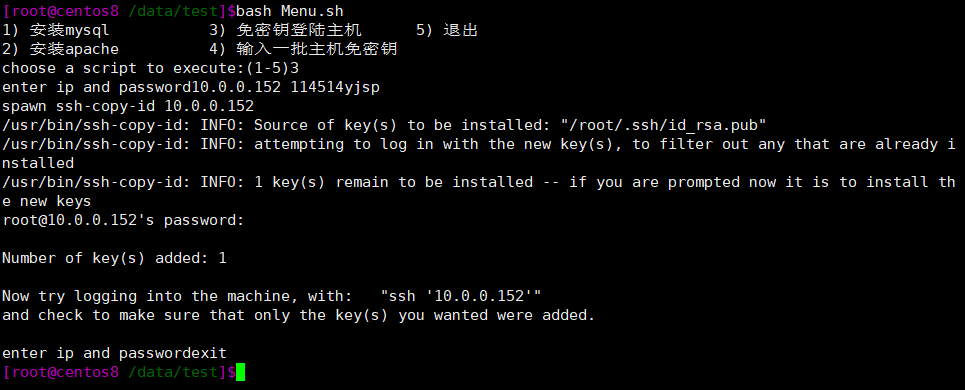 [root@centos8 /data/test]$bash Menu.sh
1) 安装mysql 3) 免密钥登陆主机 5) 退出
2) 安装apache 4) 输入一批主机免密钥
choose a script to execute:(1-5)3
enter ip and password10.0.0.152 114514yjsp
spawn ssh-copy-id 10.0.0.152
/usr/bin/ssh-copy-id: INFO: Source of key(s) to be installed: "/root/.ssh/id_rsa.pub"
/usr/bin/ssh-copy-id: INFO: attempting to log in with the new key(s), to filter out any that are already i
nstalled
/usr/bin/ssh-copy-id: INFO: 1 key(s) remain to be installed -- if you are prompted now it is to install th
e new keys
root@10.0.0.152's password:
Number of key(s) added: 1
Now try logging into the machine, with:   "ssh '10.0.0.152'"
and check to make sure that only the key(s) you wanted were added.
enter ip and passwordexit
[root@centos8 /data/test]$